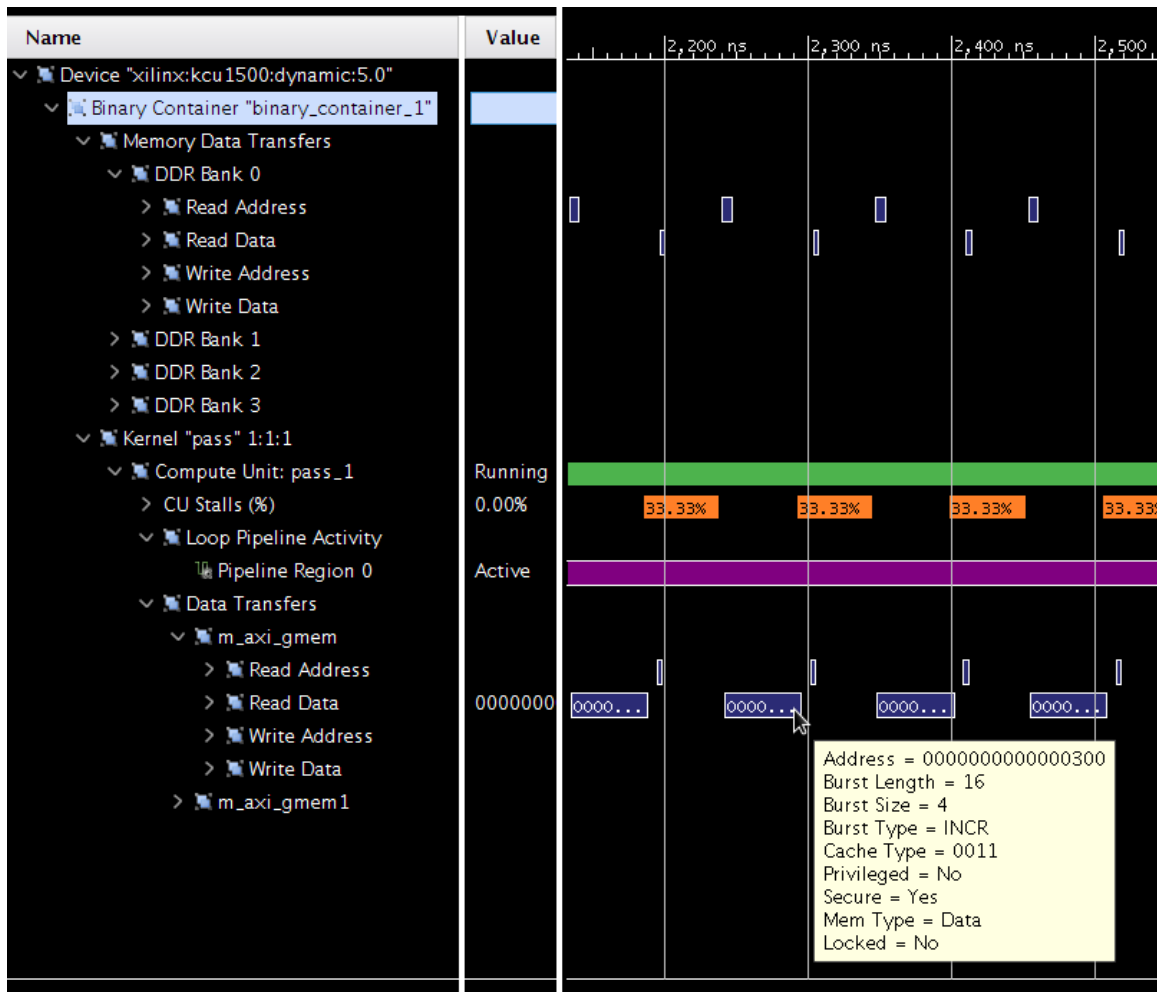 Name Value
2,200 ns 2,300 ns 2,400 ns 2,500
Device "xilinx:kcu1500:dynamic:5.0"
Binary Container "binary_container_1"
Memory Data Transfers
DDR Bank 0
Read Address
Read Data
Write Address
Write Data
DDR Bank 1
DDR Bank 2
DDR Bank 3
Kernel "pass" 1:1:1
Compute Unit: pass_1 Running
CU Stalls (%) 0.00% 33.33% 33.33% 33.33% 33.33
Loop Pipeline Activity
Pipeline Region 0 Active
Data Transfers
m_axi_gmem
Read Address
Read Data 0000000 0000... 0000... 0000... 0000...
Write Address
Write Data
m_axi_gmem1
Address = 0000000000000300
Burst Length = 16
Burst Size = 4
Burst Type = INCR
Cache Type = 0011
Privileged = No
Secure = Yes
Mem Type = Data
Locked = No